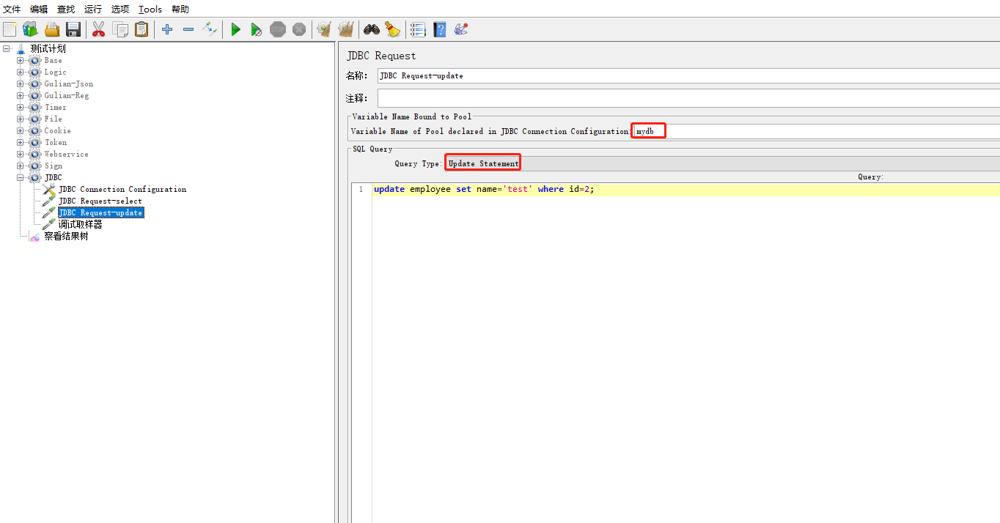 文件 编辑 查找 运行 选项 Tools 帮助
STOP
测试计划
Base
Logic
Gulian-Json
Gulian-Reg
Timer
File
Cookie
Token
Webservice
Sign
JDBC
JDBC Connection Configuration
JDBC Request-select
JDBC Request-update
调试取样器
察看结果树
JDBC Request
名称: JDBC Request-update
注释:
Variable Name Bound to Pool
Variable Name of Pool declared in JDBC Connection Configuration: mydb
SQL Query
Query Type: Update Statement
Query:
1 update employee set name='test' where id=2;